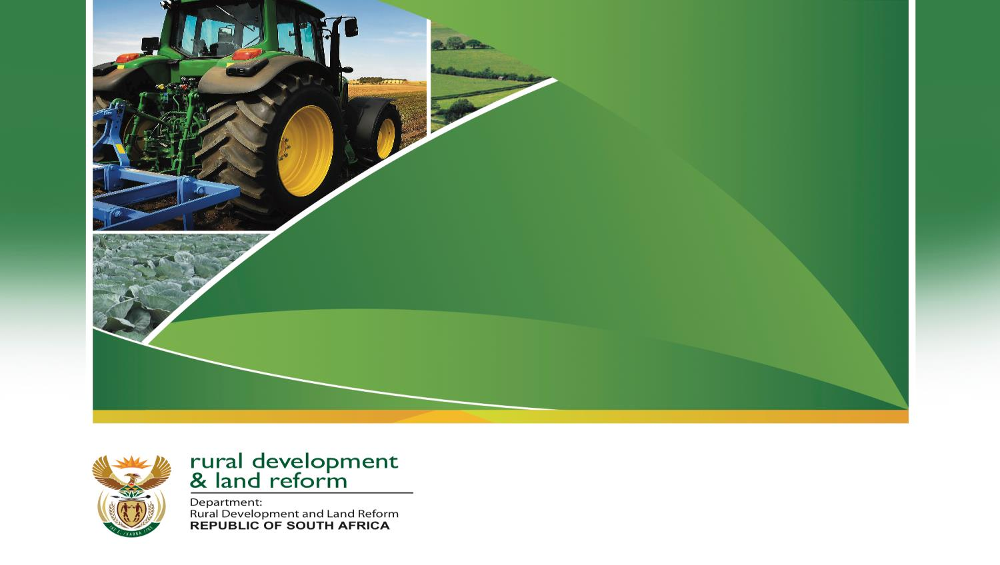 rural development
& land reform
Department:
Rural Development and Land Reform
REPUBLIC OF SOUTH AFRICA